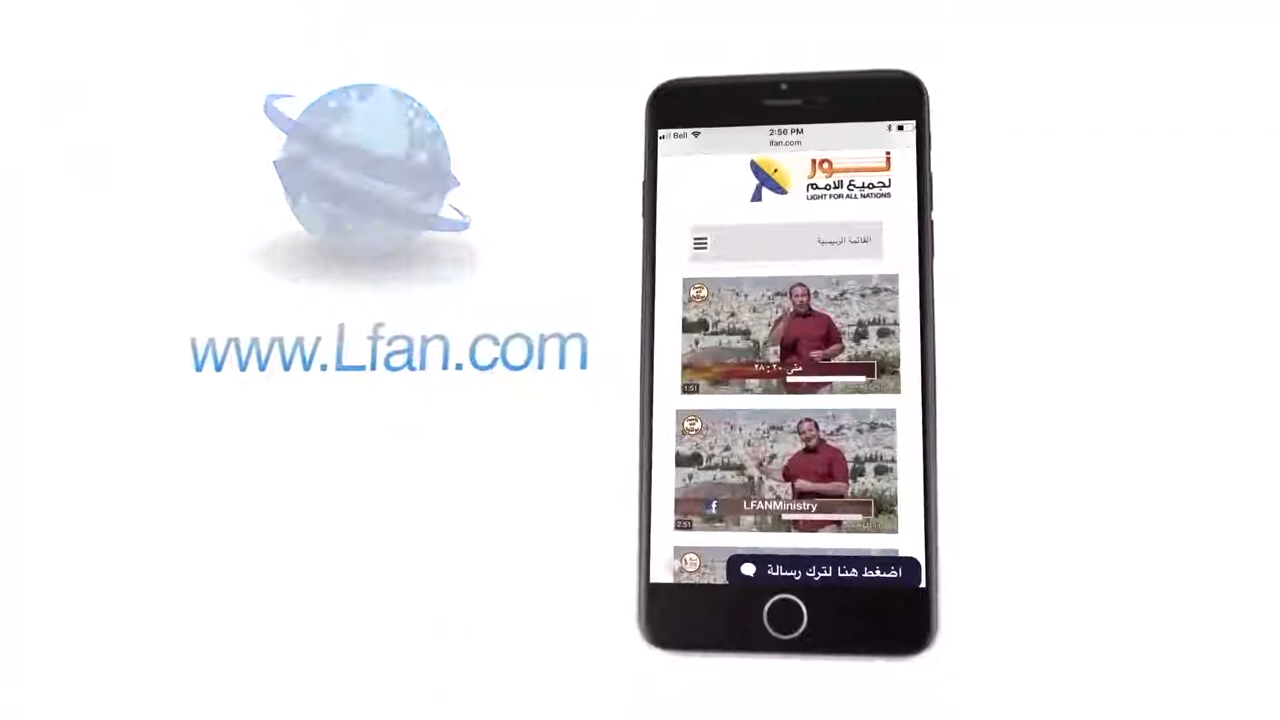 www.Lfan.com
Bell
2:56 PM
lfan.com
نور
لجميع الامم
LIGHT FOR ALL NATIONS
القائمة الرئيسية
متى ٢٠ : ٢٨
1:51
LFANMinistry
2:51
اضغط هنا لترك رسالة